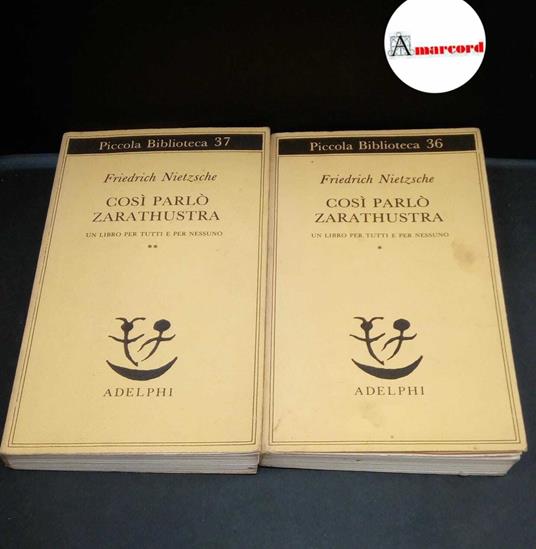 Amarcord
Piccola Biblioteca 37
Friedrich Nietzsche
COSÌ PARLÒ
ZARATHUSTRA
UN LIBRO PER TUTTI E PER NESSUNO
**
ADELPHI
Piccola Biblioteca 36
Friedrich Nietzsche
COSÌ PARLÒ
ZARATHUSTRA
UN LIBRO PER TUTTI E PER NESSUNO
*
ADELPHI